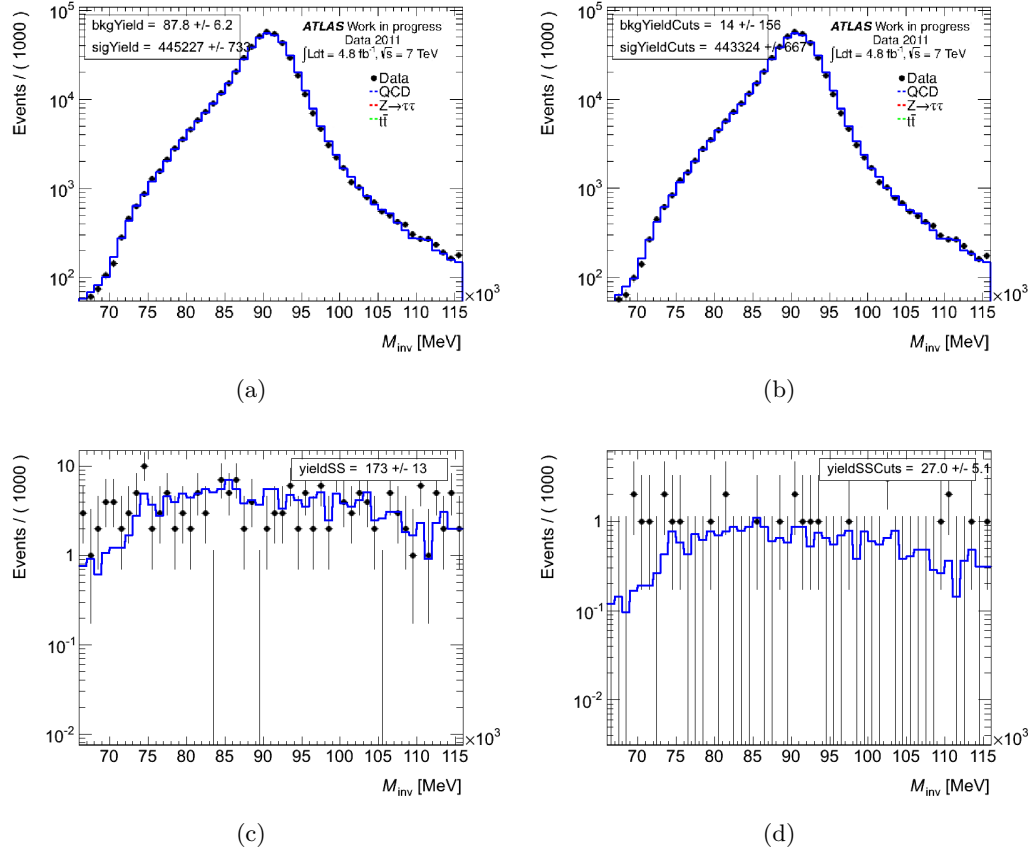 bkgYield = 87.8 +/- 6.2
sigYield = 445227 +/- 733
ATLAS Work in progress
Data 2011
∫Ldt = 4.8 fb⁻¹, √s = 7 TeV
Data
QCD
Z→ττ
tt̄
Events / ( 1000 )
10⁵
10⁴
10³
10²
70 75 80 85 90 95 100 105 110 115
×10³
M_inv [MeV]
(a)
bkgYieldCuts = 14 +/- 156
sigYieldCuts = 443324 +/- 667
ATLAS Work in progress
Data 2011
∫Ldt = 4.8 fb⁻¹, √s = 7 TeV
Data
QCD
Z→ττ
tt̄
Events / ( 1000 )
10⁵
10⁴
10³
10²
70 75 80 85 90 95 100 105 110 115
×10³
M_inv [MeV]
(b)
yieldSS = 173 +/- 13
Events / ( 1000 )
10
1
10⁻¹
10⁻²
70 75 80 85 90 95 100 105 110 115
×10³
M_inv [MeV]
(c)
yieldSSCuts = 27.0 +/- 5.1
Events / ( 1000 )
10
1
10⁻¹
10⁻²
70 75 80 85 90 95 100 105 110 115
×10³
M_inv [MeV]
(d)